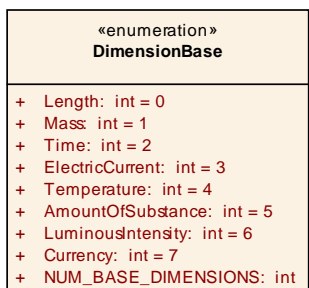 «enumeration»
DimensionBase
+ Length: int = 0
+ Mass: int = 1
+ Time: int = 2
+ ElectricCurrent: int = 3
+ Temperature: int = 4
+ AmountOfSubstance: int = 5
+ LuminousIntensity: int = 6
+ Currency: int = 7
+ NUM_BASE_DIMENSIONS: int